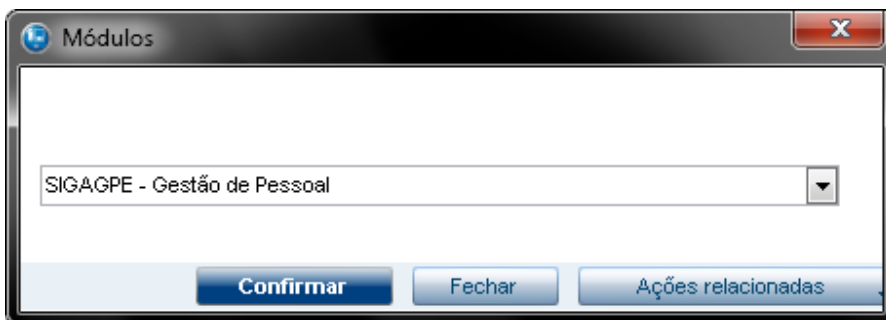 Módulos
SIGAGPE - Gestão de Pessoal
Confirmar Fechar Ações relacionadas